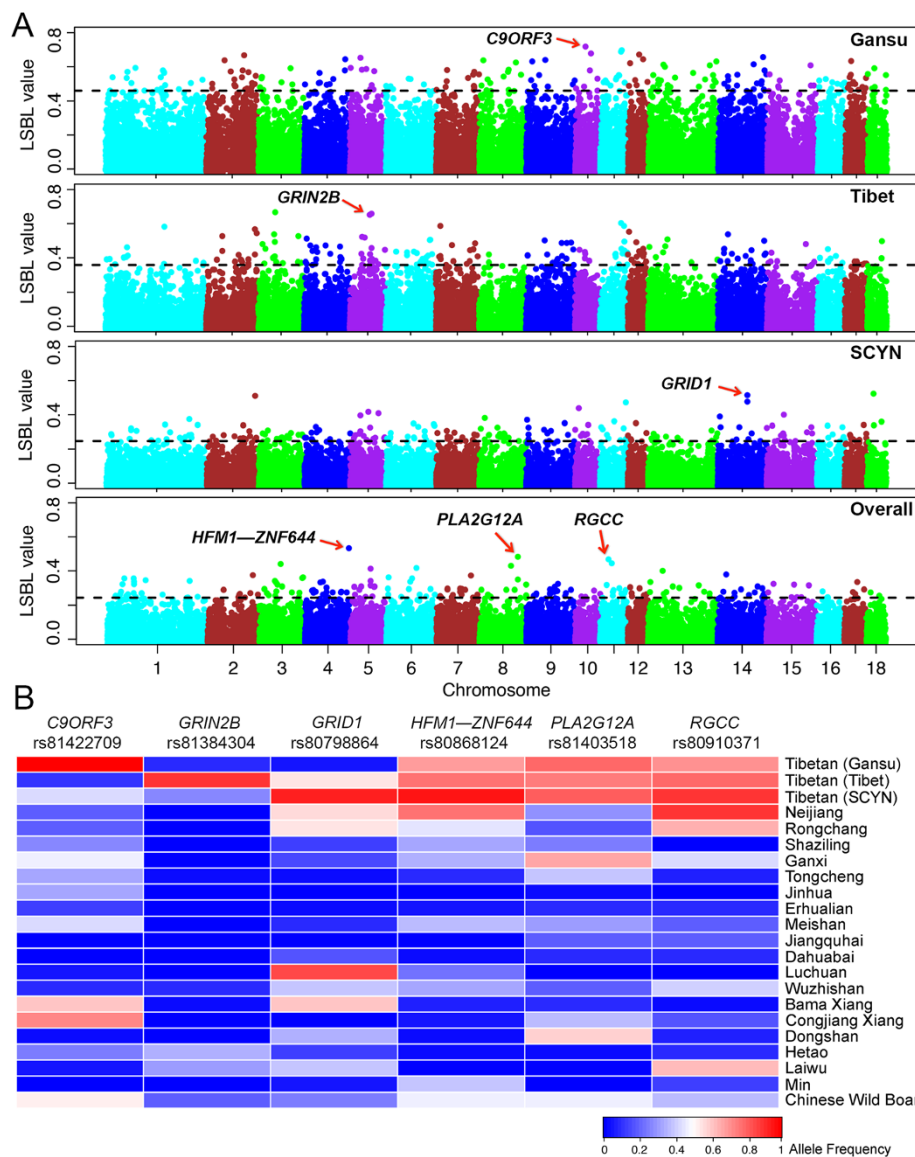 A
C9ORF3
Gansu
LSBL value
0.0 0.4 0.8
GRIN2B
Tibet
LSBL value
0.0 0.4 0.8
GRID1
SCYN
LSBL value
0.0 0.4 0.8
HFM1—ZNF644
PLA2G12A
RGCC
Overall
LSBL value
0.0 0.4 0.8
1 2 3 4 5 6 7 8 9 10 11 12 13 14 15 16 17 18
Chromosome
B
C9ORF3 GRIN2B GRID1 HFM1—ZNF644 PLA2G12A RGCC
rs81422709 rs81384304 rs80798864 rs80868124 rs81403518 rs80910371
Tibetan (Gansu)
Tibetan (Tibet)
Tibetan (SCYN)
Neijiang
Rongchang
Shaziling
Ganxi
Tongcheng
Jinhua
Erhualian
Meishan
Jiangquhai
Dahuabai
Luchuan
Wuzhishan
Bama Xiang
Congjiang Xiang
Dongshan
Hetao
Laiwu
Min
Chinese Wild Boar
0 0.2 0.4 0.6 0.8 1 Allele Frequency